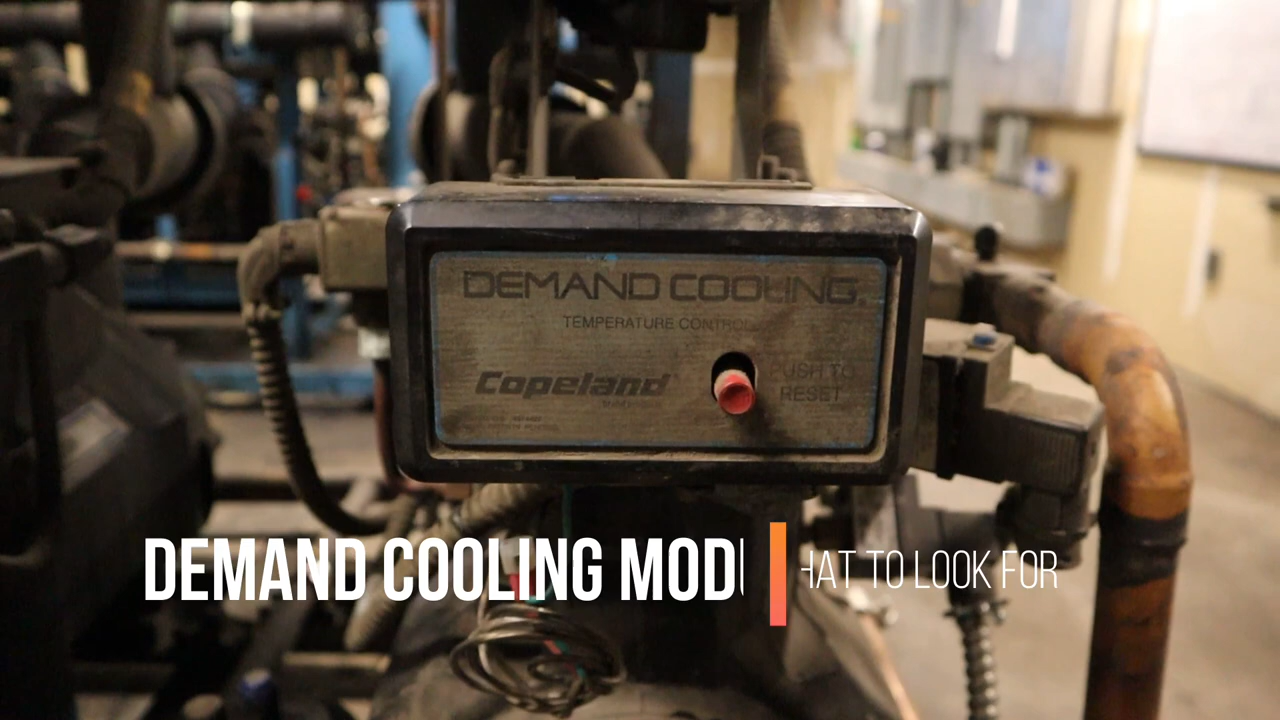 DEMAND COOLING.
TEMPERATURE CONTROL
Copeland
PUSH TO
RESET
DEMAND COOLING MOD
HAT TO LOOK FOR